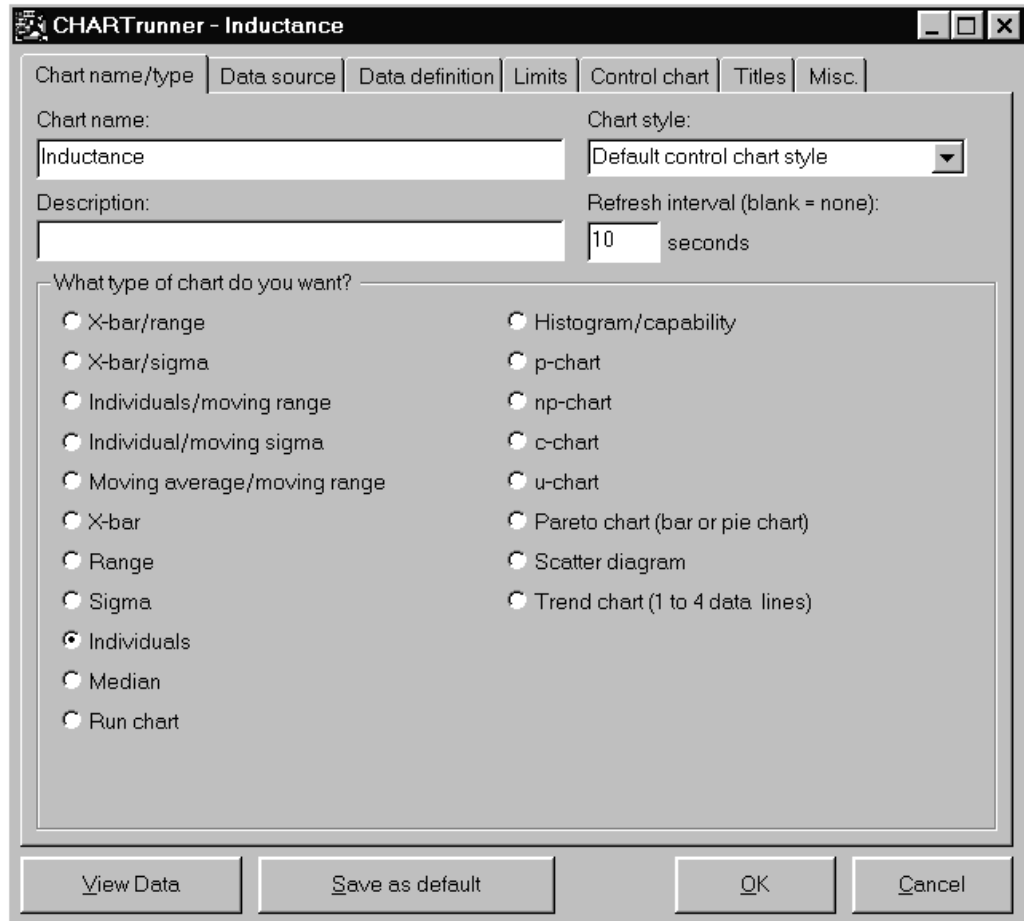 CHARTrunner - Inductance
Chart name/type Data source Data definition Limits Control chart Titles Misc.
Chart name: Chart style:
Inductance Default control chart style
Description: Refresh interval (blank = none):
10 seconds
What type of chart do you want?
X-bar/range
X-bar/sigma
Individuals/moving range
Individual/moving sigma
Moving average/moving range
X-bar
Range
Sigma
Individuals
Median
Run chart
Histogram/capability
p-chart
np-chart
c-chart
u-chart
Pareto chart (bar or pie chart)
Scatter diagram
Trend chart (1 to 4 data lines)
View Data Save as default OK Cancel